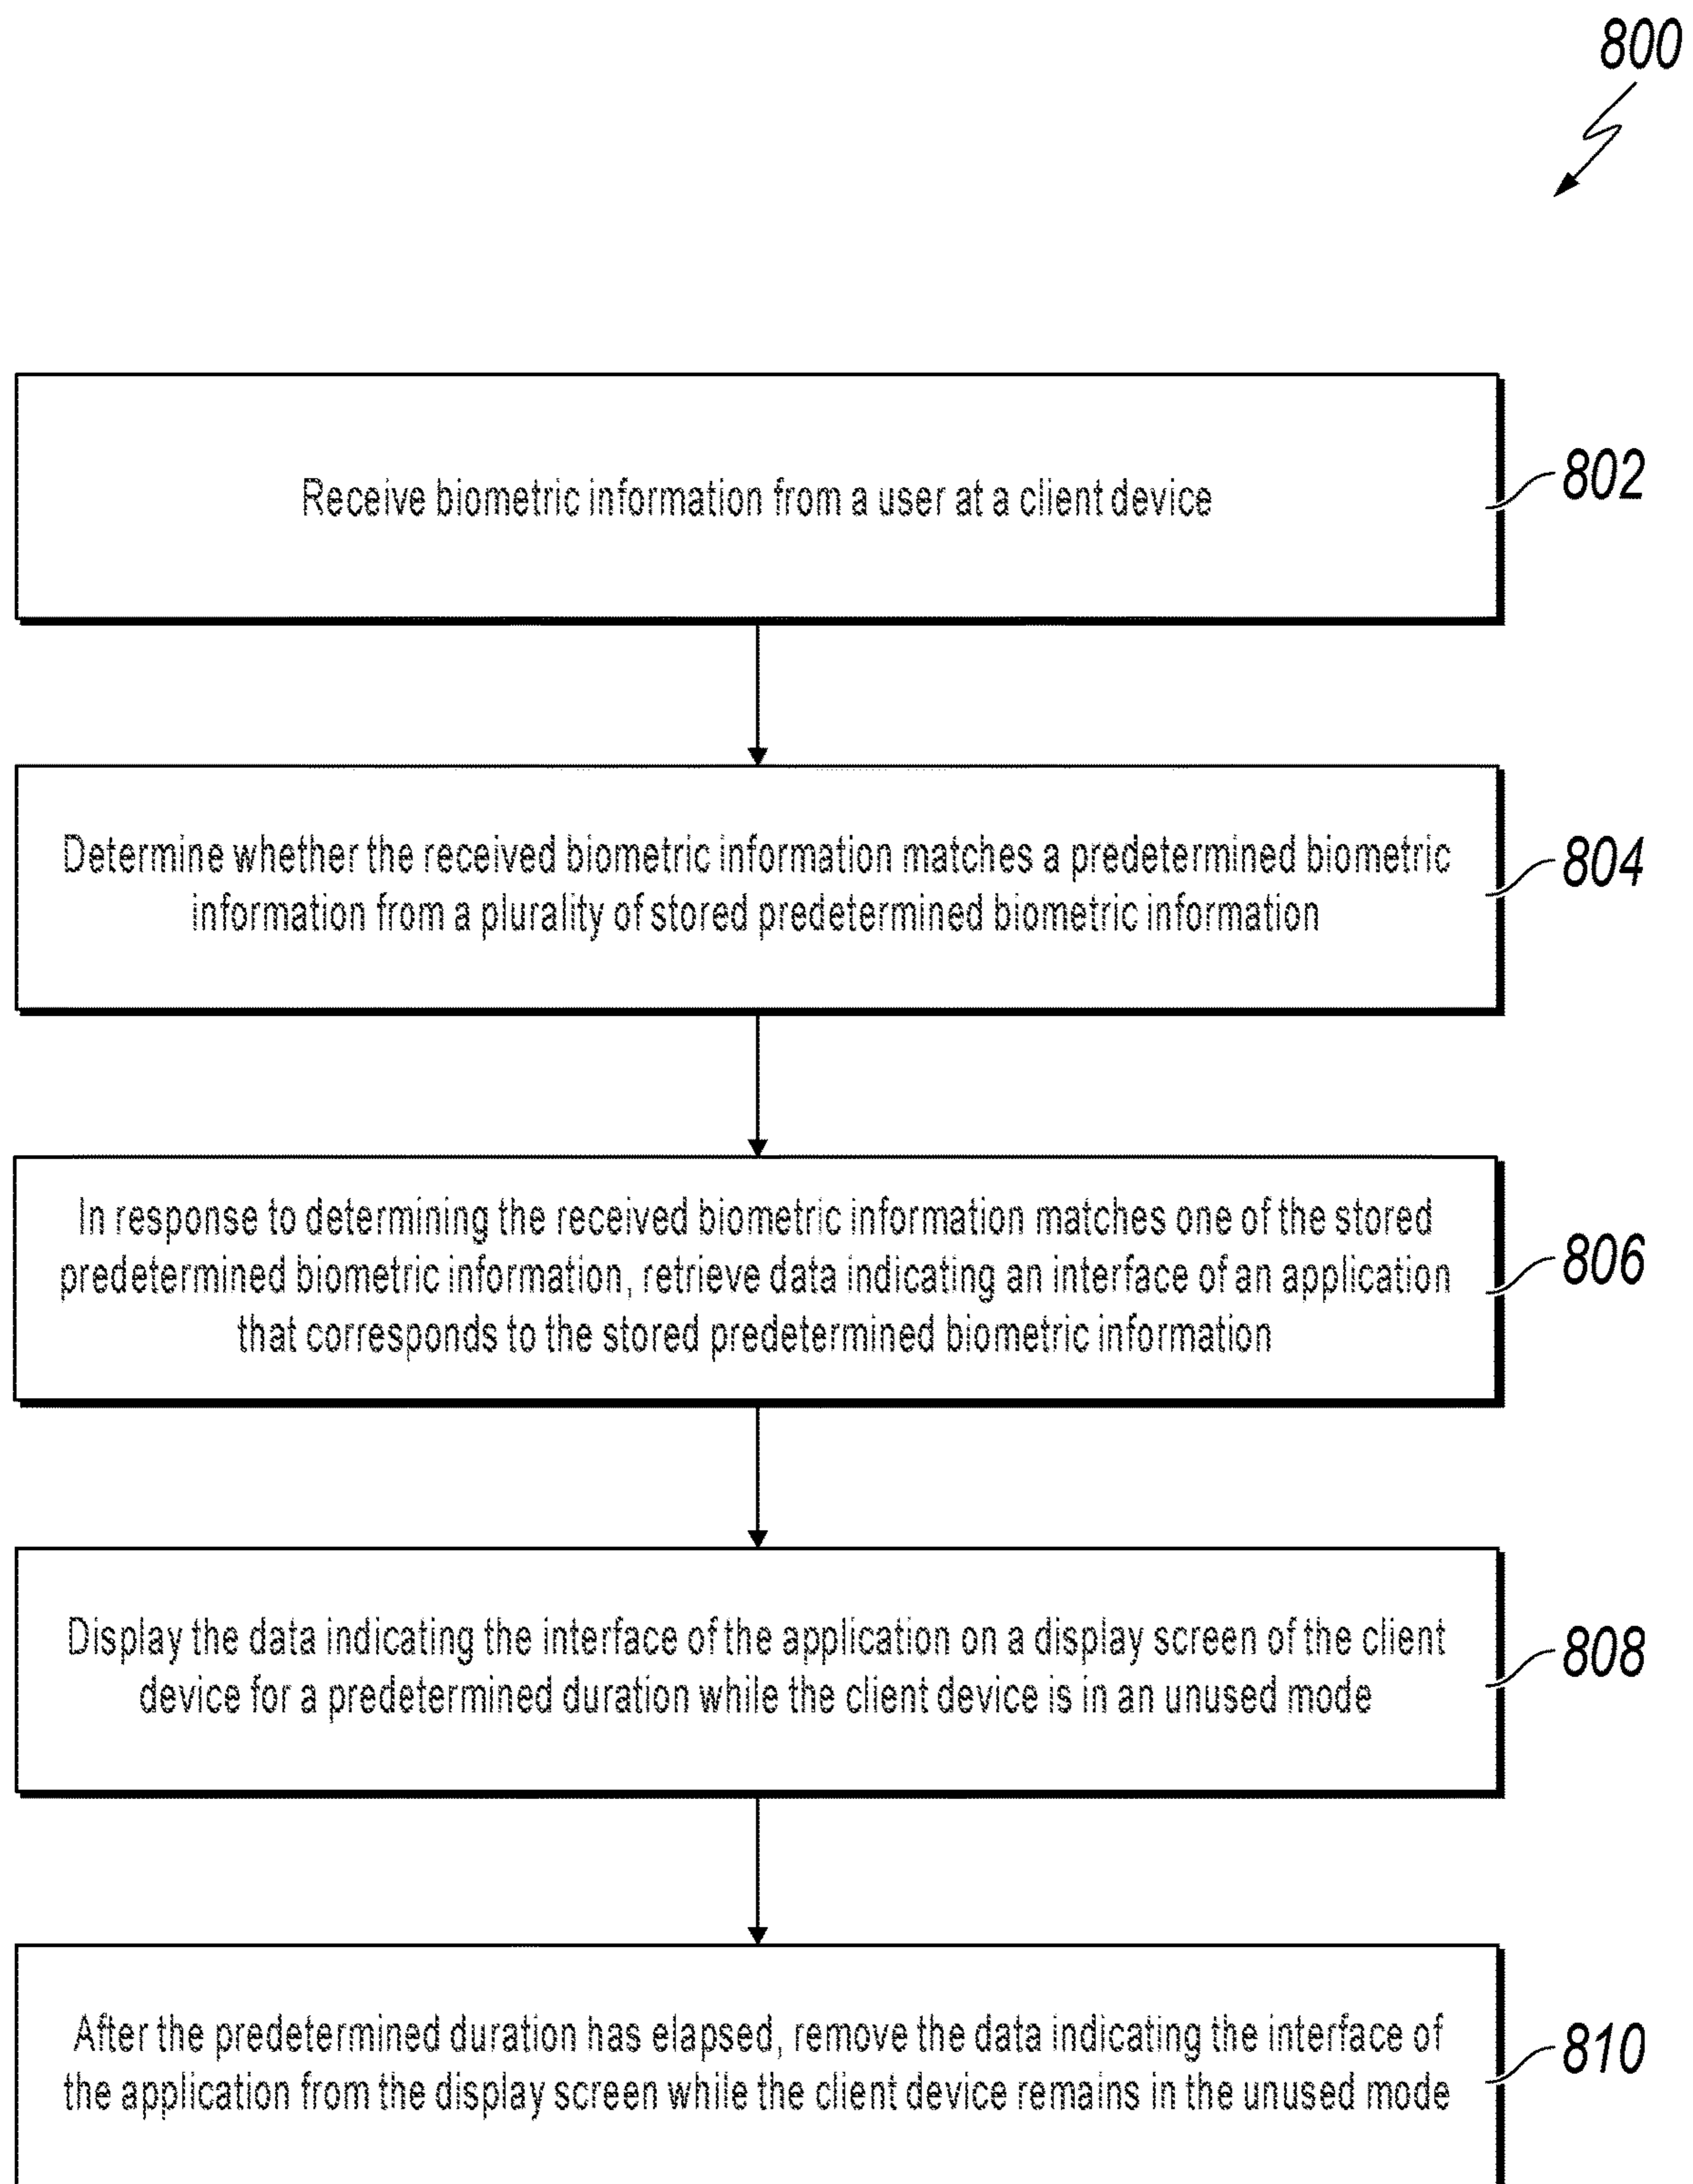 800
Receive biometric information from a user at a client device
802
Determine whether the received biometric information matches a predetermined biometric
information from a plurality of stored predetermined biometric information
804
In response to determining the received biometric information matches one of the stored
predetermined biometric information, retrieve data indicating an interface of an application
that corresponds to the stored predetermined biometric information
806
Display the data indicating the interface of the application on a display screen of the client
device for a predetermined duration while the client device is in an unused mode
808
After the predetermined duration has elapsed, remove the data indicating the interface of
the application from the display screen while the client device remains in the unused mode
810